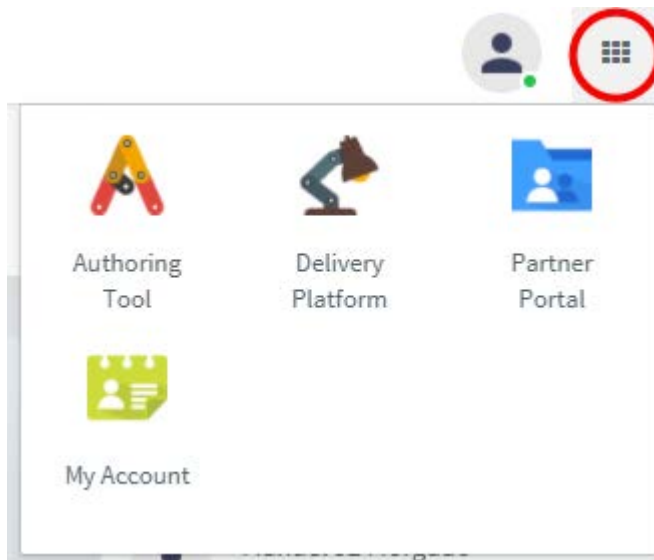 Authoring
Tool
Delivery
Platform
Partner
Portal
My Account